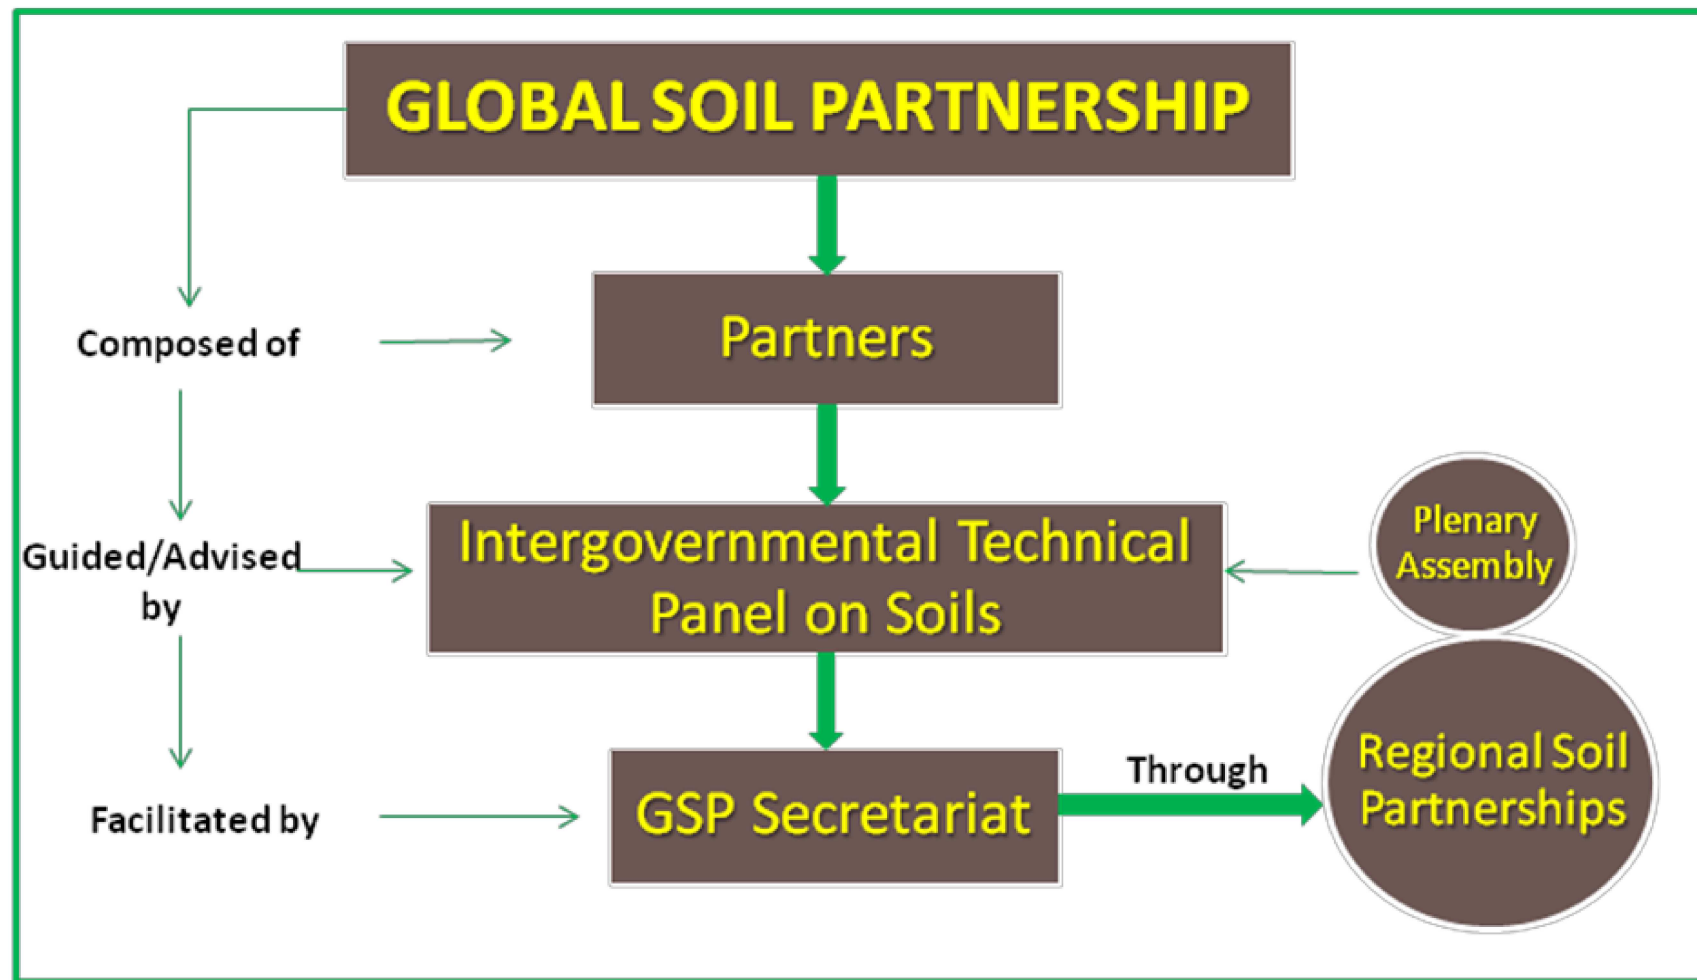 GLOBAL SOIL PARTNERSHIP
Composed of
Partners
Guided/Advised
by
Intergovernmental Technical
Panel on Soils
Plenary
Assembly
Facilitated by
GSP Secretariat
Through
Regional Soil
Partnerships